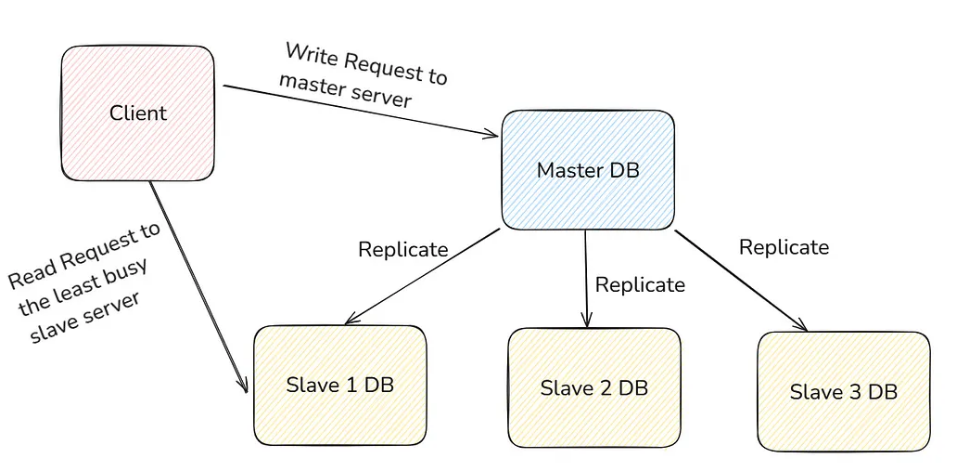 Write Request to
master server
Client
Master DB
Read Request to
the least busy
slave server
Replicate
Replicate
Replicate
Slave 1 DB
Slave 2 DB
Slave 3 DB